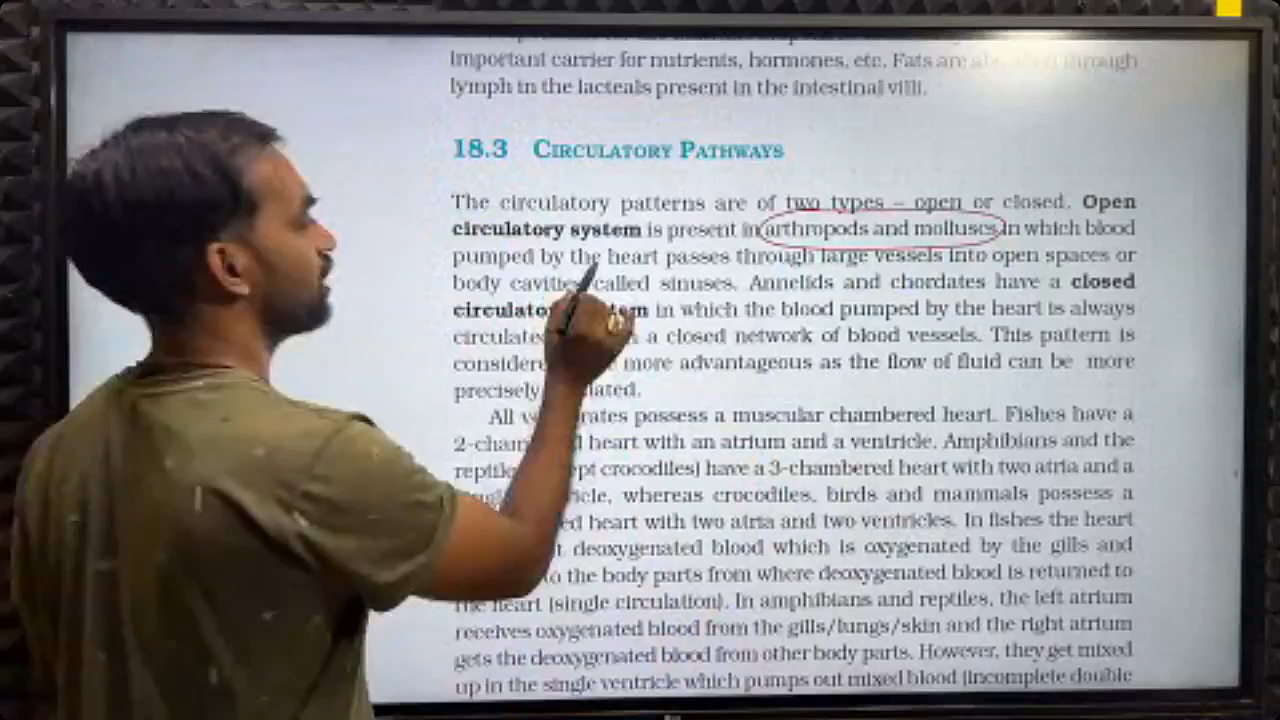 important carrier for nutrients, hormones, etc. Fats are through
lymph in the lacteals present in the intestinal villi.
18.3 CIRCULATORY PATHWAYS
The circulatory patterns are of two types – open or closed. Open
circulatory system is present in arthropods and molluscs in which blood
pumped by the heart passes through large vessels into open spaces or
body cavities called sinuses. Annelids and chordates have a closed
in which the blood pumped by the heart is always
a closed network of blood vessels. This pattern is
more advantageous as the flow of fluid can be more
precisely
All possess a muscular chambered heart. Fishes have a
heart with an atrium and a ventricle. Amphibians and the
crocodiles) have a 3-chambered heart with two atria and a
whereas crocodiles, birds and mammals possess a
heart with two atria and two ventricles. In fishes the heart
deoxygenated blood which is oxygenated by the gills and
to the body parts from where deoxygenated blood is returned to
the heart (single circulation). In amphibians and reptiles, the left atrium
receives oxygenated blood from the gills/lungs/skin and the right atrium
gets the deoxygenated blood from other body parts. However, they get mixed
up in the single ventricle which pumps out mixed blood (incomplete double